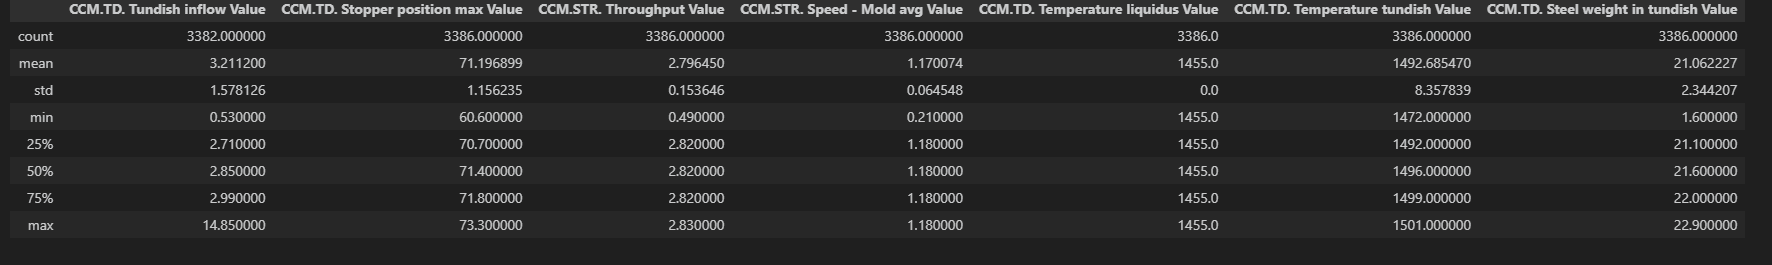 CCM.TD. Tundish inflow Value CCM.TD. Stopper position max Value CCM.STR. Throughput Value CCM.STR. Speed - Mold avg Value CCM.TD. Temperature liquidus Value CCM.TD. Temperature tundish Value CCM.TD. Steel weight in tundish Value
count 3382.000000 3386.000000 3386.000000 3386.000000 3386.0 3386.000000 3386.000000
mean 3.211200 71.196899 2.796450 1.170074 1455.0 1492.685470 21.062227
std 1.578126 1.156235 0.153646 0.064548 0.0 8.357839 2.344207
min 0.530000 60.600000 0.490000 0.210000 1455.0 1472.000000 1.600000
25% 2.710000 70.700000 2.820000 1.180000 1455.0 1492.000000 21.100000
50% 2.850000 71.400000 2.820000 1.180000 1455.0 1496.000000 21.600000
75% 2.990000 71.800000 2.820000 1.180000 1455.0 1499.000000 22.000000
max 14.850000 73.300000 2.830000 1.180000 1455.0 1501.000000 22.900000